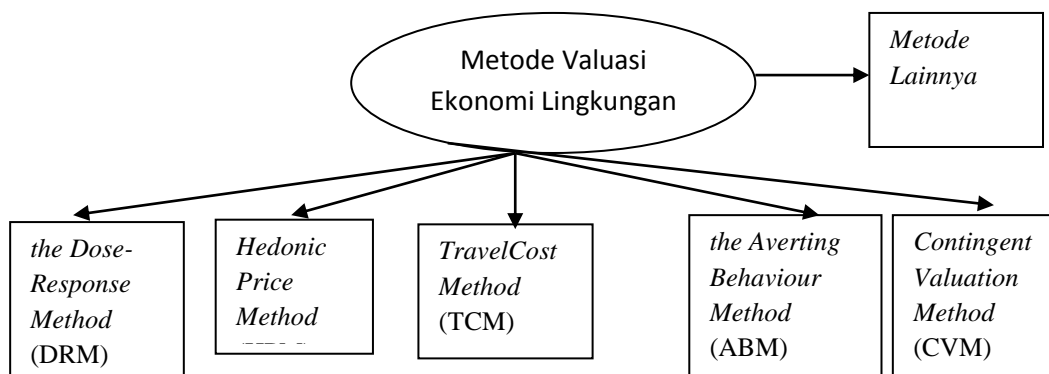 Metode Valuasi
Ekonomi Lingkungan
Metode
Lainnya
the Dose-
Response
Method
(DRM)
Hedonic
Price
Method
TravelCost
Method
(TCM)
the Averting
Behaviour
Method
(ABM)
Contingent
Valuation
Method
(CVM)